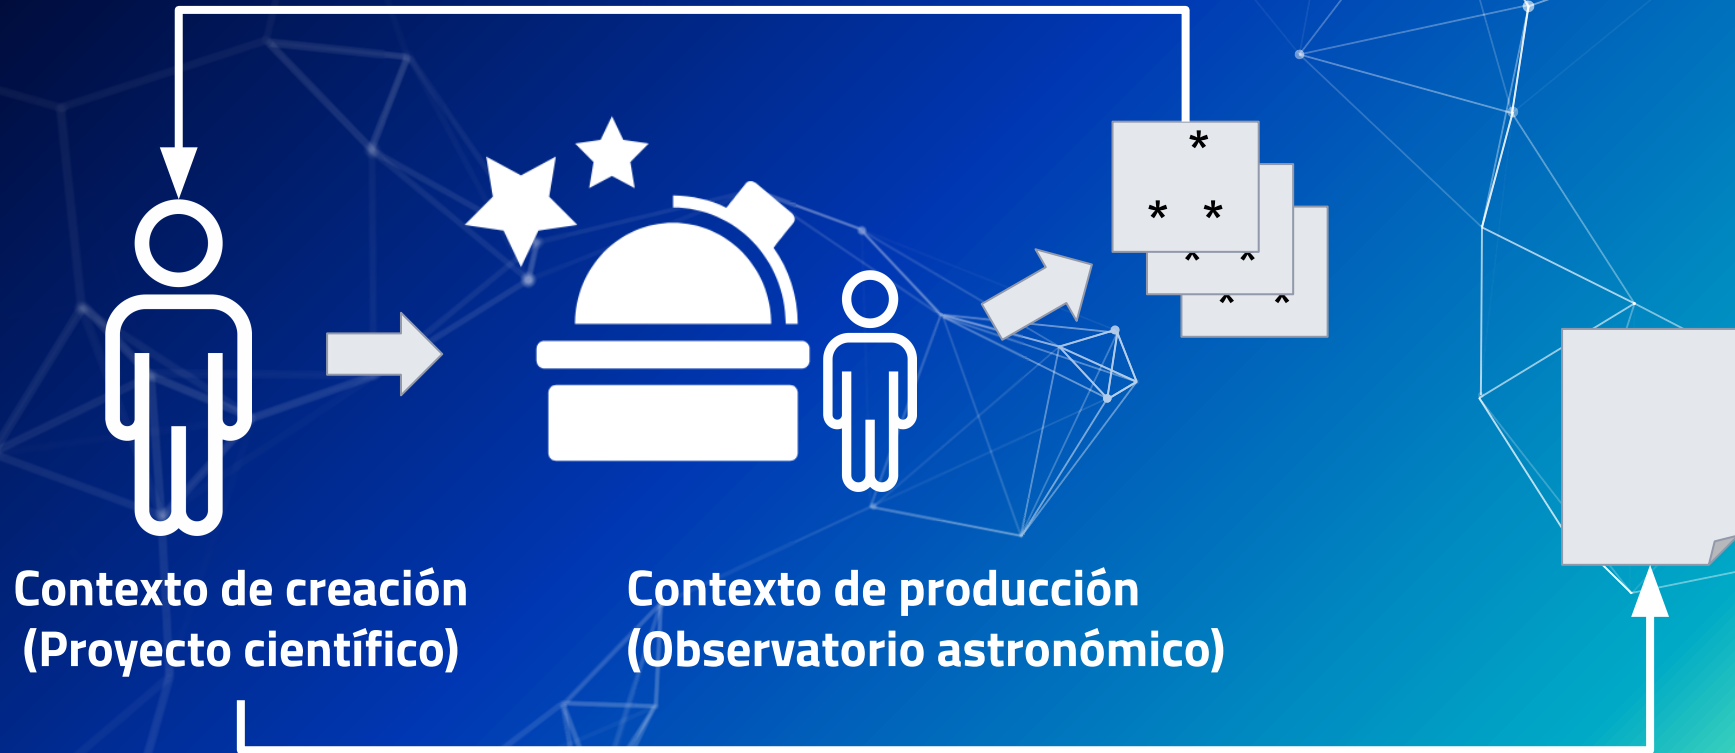 *
* *
* *
* *
Contexto de creación
(Proyecto científico)
Contexto de producción
(Observatorio astronómico)